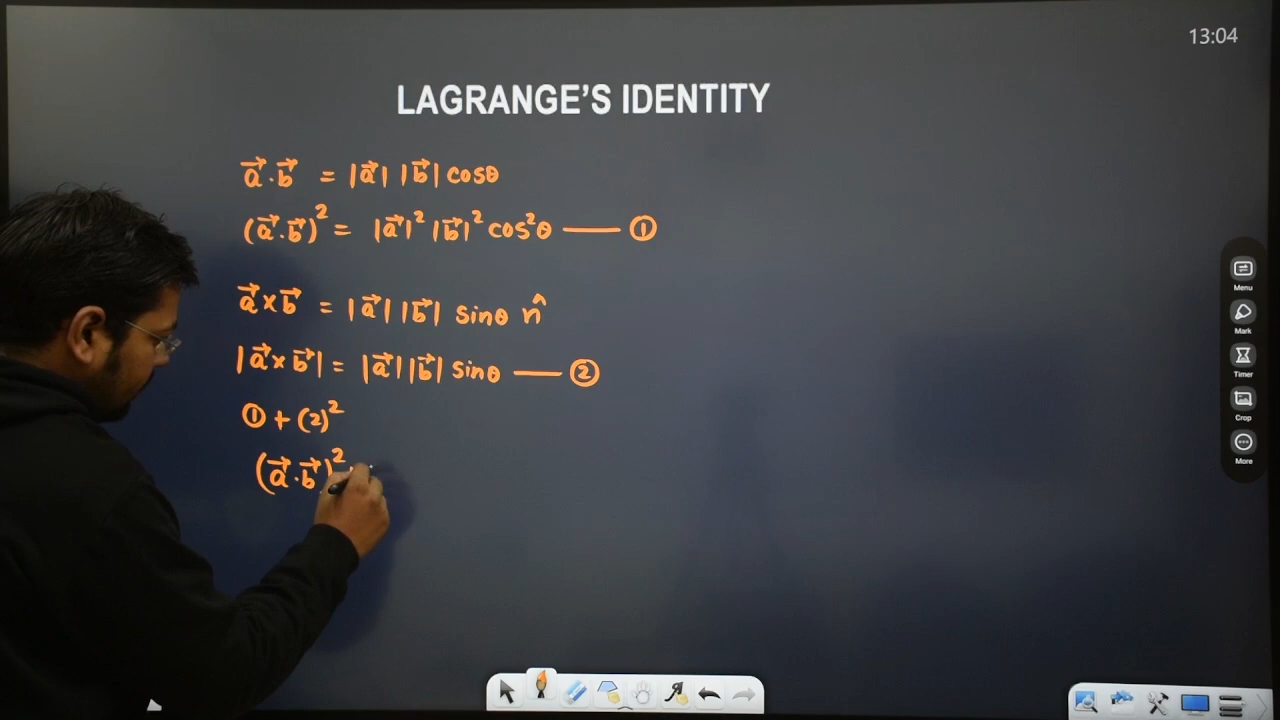 13:04
LAGRANGE'S IDENTITY
a⃗.b⃗ = |a⃗| |b⃗| cosθ
(a⃗.b⃗)² = |a⃗|² |b⃗|² cos²θ —— ①
a⃗×b⃗ = |a⃗| |b⃗| sinθ n̂
|a⃗×b⃗| = |a⃗| |b⃗| sinθ —— ②
① + (2)²
(a⃗.b⃗)²
Menu
Mark
Timer
Crop
More